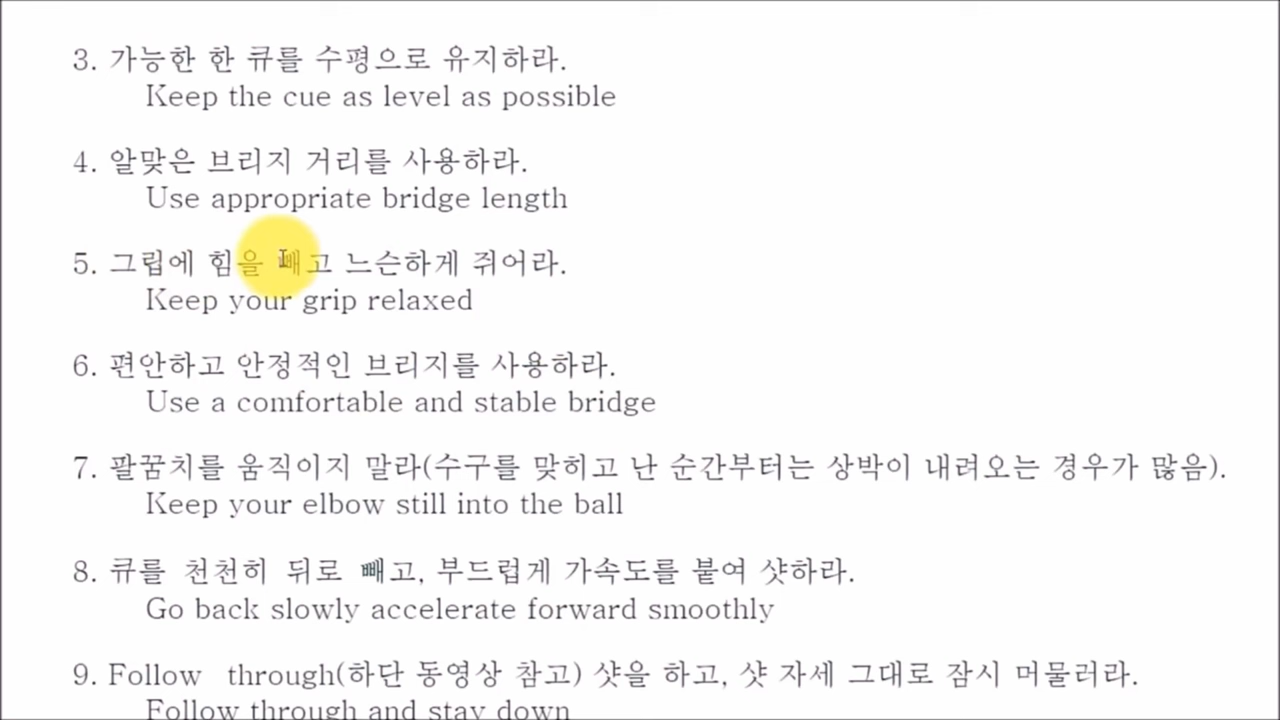 3. 가능한 한 큐를 수평으로 유지하라.
Keep the cue as level as possible
4. 알맞은 브리지 거리를 사용하라.
Use appropriate bridge length
5. 그립에 힘을 빼고 느슨하게 쥐어라.
Keep your grip relaxed
6. 편안하고 안정적인 브리지를 사용하라.
Use a comfortable and stable bridge
7. 팔꿈치를 움직이지 말라(수구를 맞히고 난 순간부터는 상박이 내려오는 경우가 많음).
Keep your elbow still into the ball
8. 큐를 천천히 뒤로 빼고, 부드럽게 가속도를 붙여 샷하라.
Go back slowly accelerate forward smoothly
9. Follow through(하단 동영상 참고) 샷을 하고, 샷 자세 그대로 잠시 머물러라.
Follow through and stay down